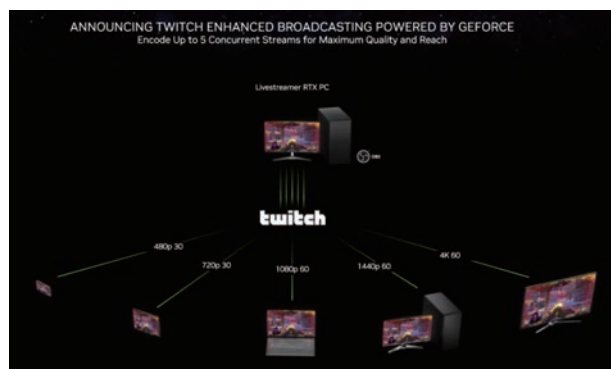 ANNOUNCING TWITCH ENHANCED BROADCASTING POWERED BY GEFORCE
Encode Up to 5 Concurrent Streams for Maximum Quality and Reach
Livestreamer RTX PC
OBS
twitch
480p 30
720p 30
1080p 60
1440p 60
4K 60